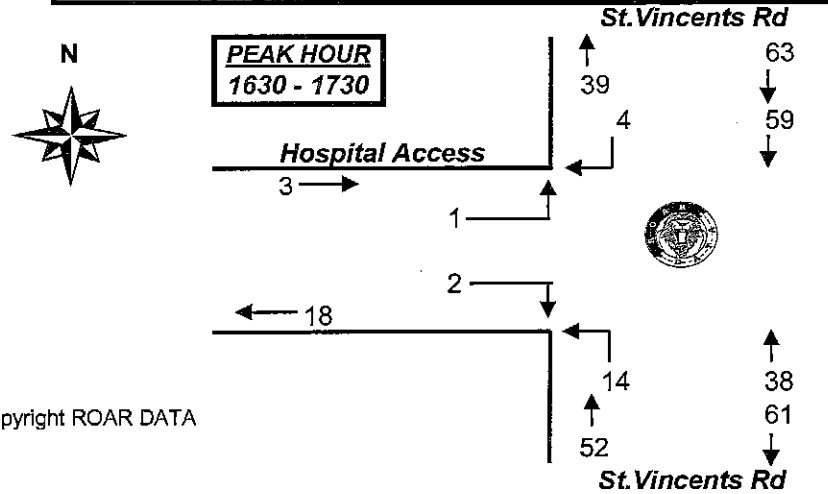 St.Vincents Rd
N
PEAK HOUR
1630 - 1730
63
39
4
59
Hospital Access
3
1
2
18
14
38
pyright ROAR DATA
61
52
St.Vincents Rd